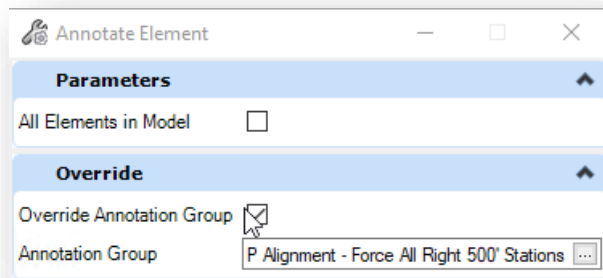 Annotate Element
Parameters
All Elements in Model
Override
Override Annotation Group
Annotation Group P Alignment - Force All Right 500' Stations ...